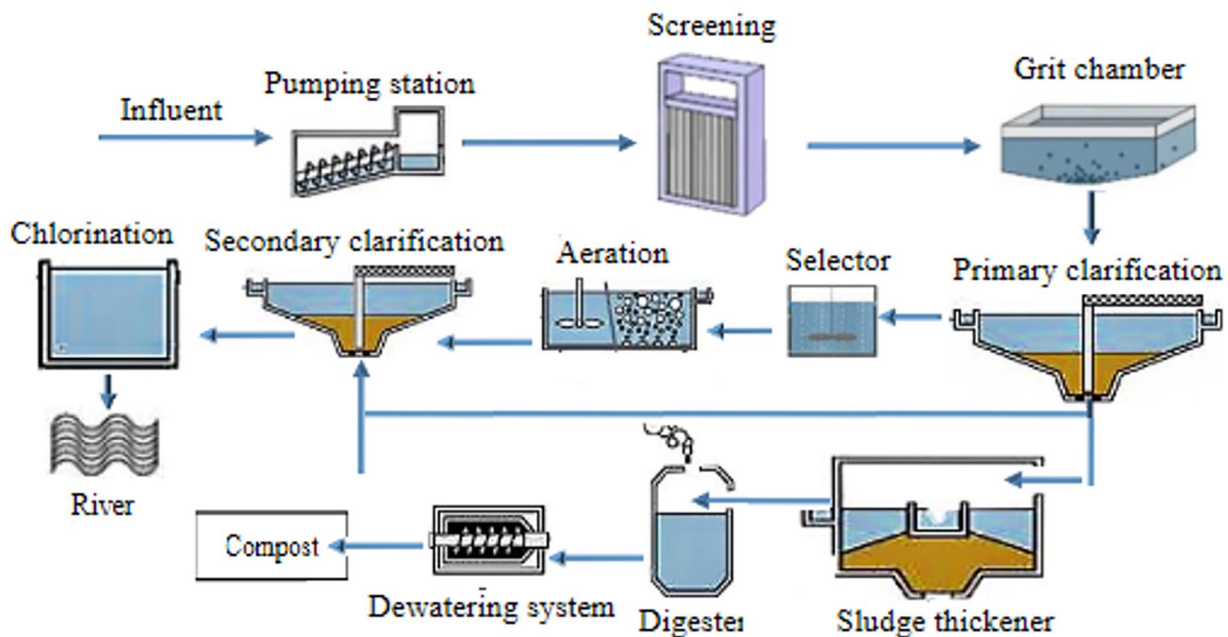 Screening
Pumping station
Grit chamber
Influent
Chlorination
Secondary clarification
Aeration
Selector
Primary clarification
River
Compost
Dewatering system
Digester
Sludge thickener